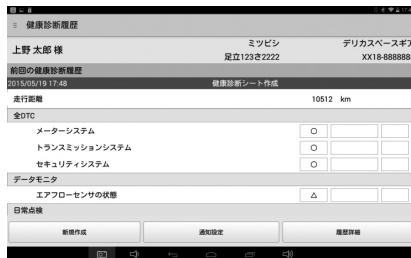 健康診断履歴
上野 太郎 様
ミツビシ
デリカスペースギア
足立123さ2222
XX18-888888
前回の健康診断履歴
2015/05/19 17:48
健康診断シート作成
走行距離
10512 km
全DTC
メーターシステム
○
トランスミッションシステム
○
セキュリティシステム
○
データモニタ
エアフローセンサの状態
△
日常点検
新規作成
通知設定
履歴詳細